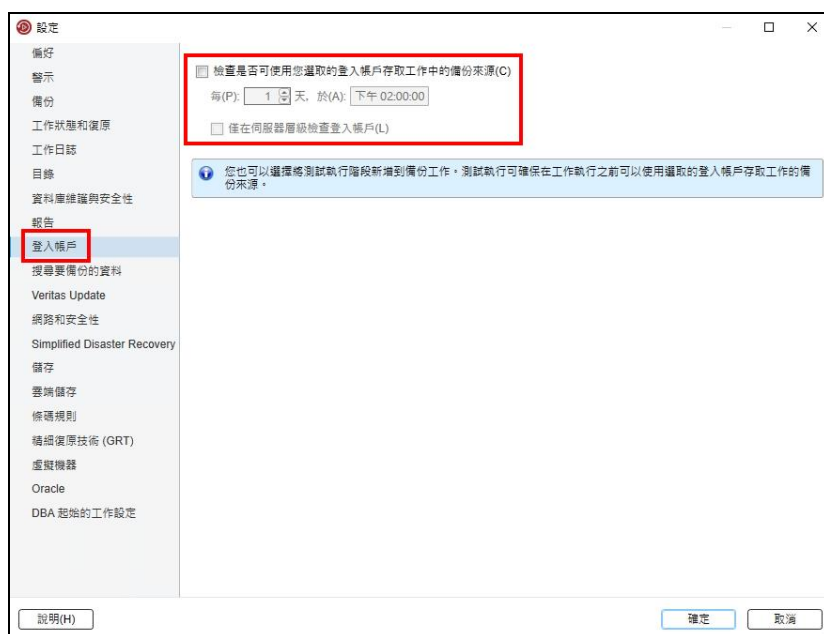 設定
偏好
警示
備份
工作狀態和復原
工作日誌
目錄
資料庫維護與安全性
報告
登入帳戶
搜尋要備份的資料
Veritas Update
網路和安全性
Simplified Disaster Recovery
儲存
雲端儲存
條碼規則
精細復原技術 (GRT)
虛擬機器
Oracle
DBA 起始的工作設定
檢查是否可使用您選取的登入帳戶存取工作中的備份來源(C)
每(P): 1 天，於(A): 下午 02:00:00
僅在伺服器層級檢查登入帳戶(L)
您也可以選擇將測試執行階段新增到備份工作。測試執行可確保在工作執行之前可以使用選取的登入帳戶存取工作的備
份來源。
說明(H)
確定
取消